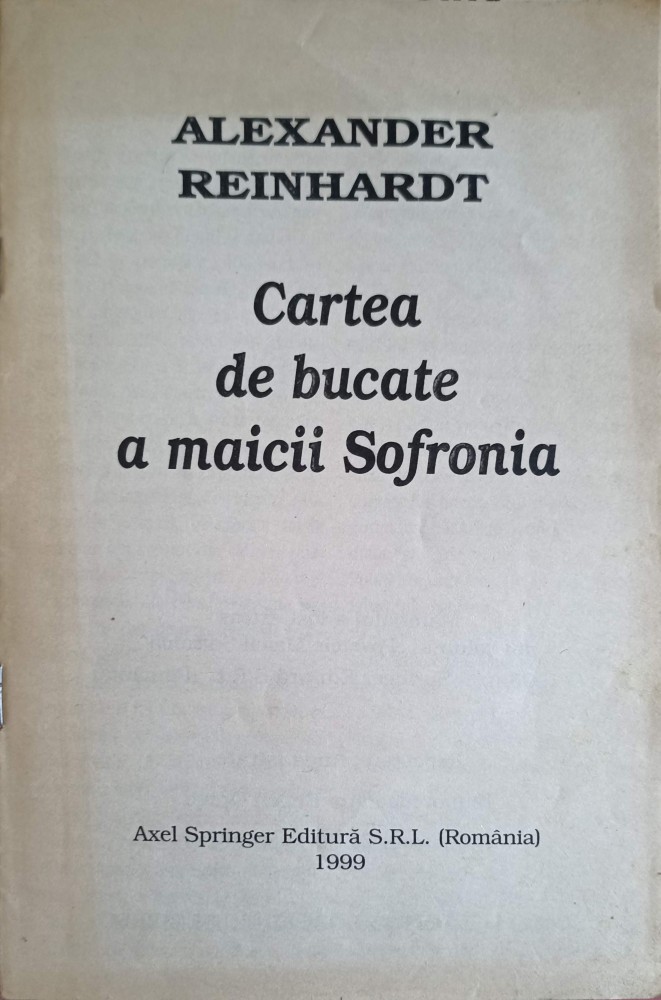 ALEXANDER
REINHARDT
Cartea
de bucate
a maicii Sofronia
Axel Springer Editură S.R.L. (România)
1999